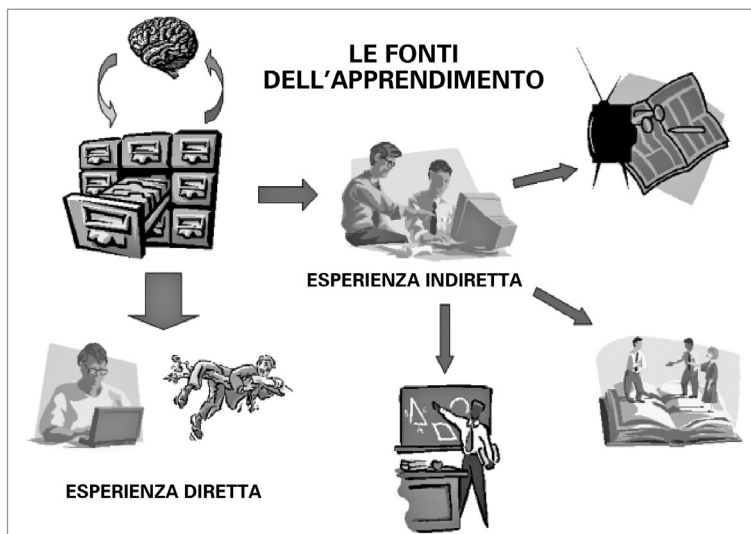 LE FONTI
DELL'APPRENDIMENTO
ESPERIENZA INDIRETTA
ESPERIENZA DIRETTA